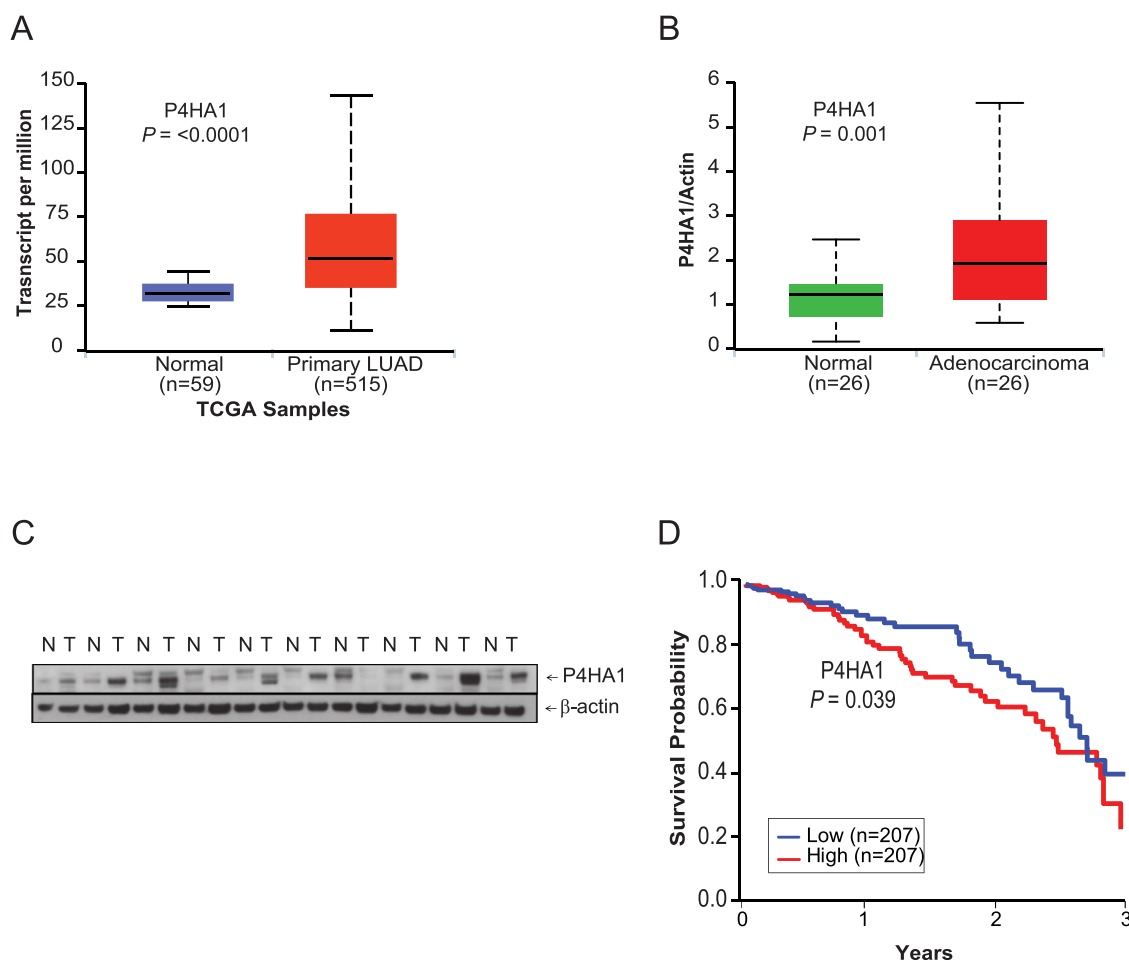 A
150
125
100
75
50
25
0
Trasnscript per million
P4HA1
P = <0.0001
Normal
(n=59)
Primary LUAD
(n=515)
TCGA Samples
B
6
5
4
3
2
1
0
P4HA1/Actin
P4HA1
P = 0.001
Normal
(n=26)
Adenocarcinoma
(n=26)
C
N T N T N T N T N T N T N T N T N T N T
←P4HA1
←β-actin
D
1.0
0.8
0.6
0.4
0.2
0.0
Survival Probability
P4HA1
P = 0.039
Low (n=207)
High (n=207)
0 1 2 3
Years